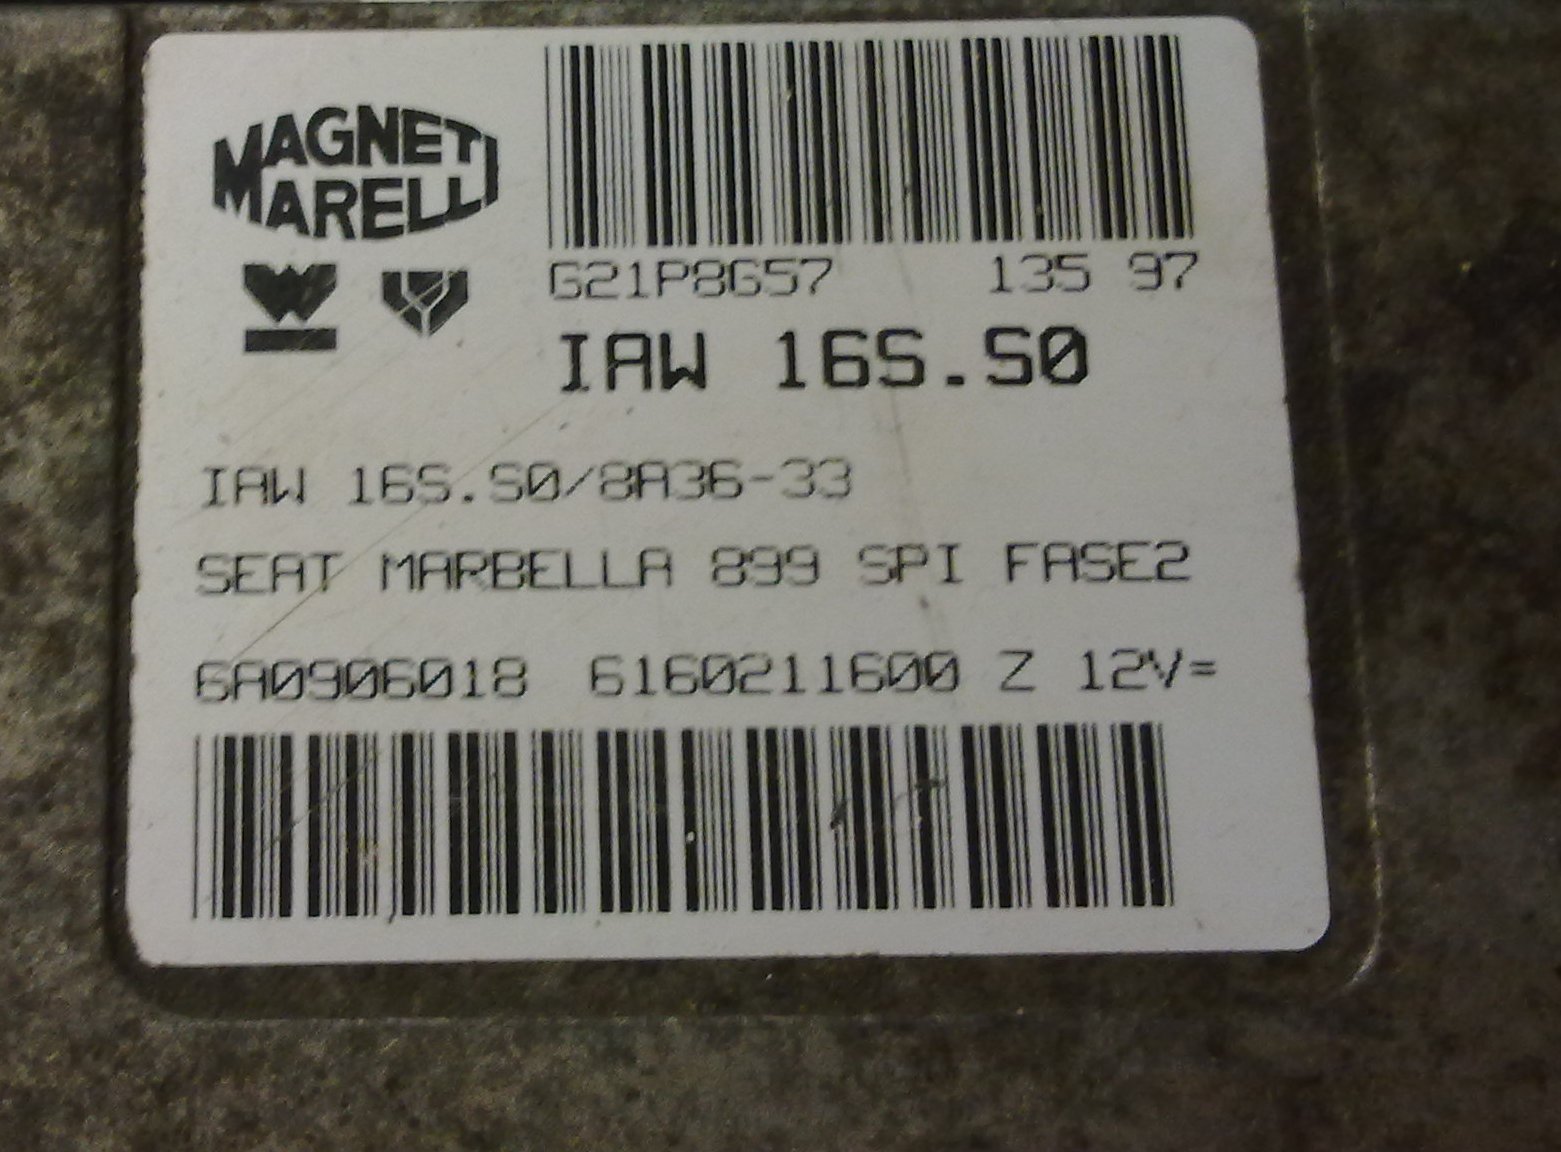 MAGNETI
MARELLI
G21P8G57 135 97
IAW 16S.S0
IAW 16S.S0/8A36-33
SEAT MARBELLA 899 SPI FASE2
6A0906018 6160211600 Z 12V=